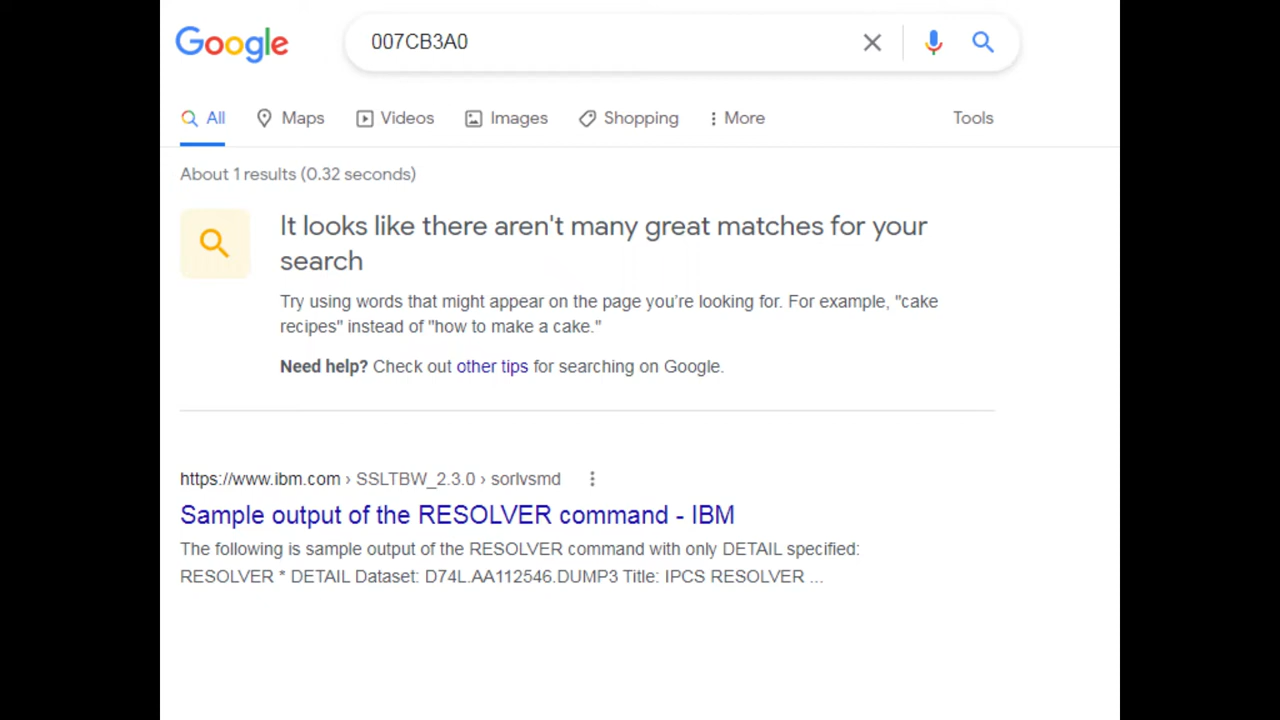 Google
007CB3A0
All Maps Videos Images Shopping More Tools
About 1 results (0.32 seconds)
It looks like there aren't many great matches for your
search
Try using words that might appear on the page you're looking for. For example, "cake
recipes" instead of "how to make a cake."
Need help? Check out other tips for searching on Google.
https://www.ibm.com › SSLTBW_2.3.0 › sorlvsmd
Sample output of the RESOLVER command - IBM
The following is sample output of the RESOLVER command with only DETAIL specified:
RESOLVER * DETAIL Dataset: D74L.AA112546.DUMP3 Title: IPCS RESOLVER ...